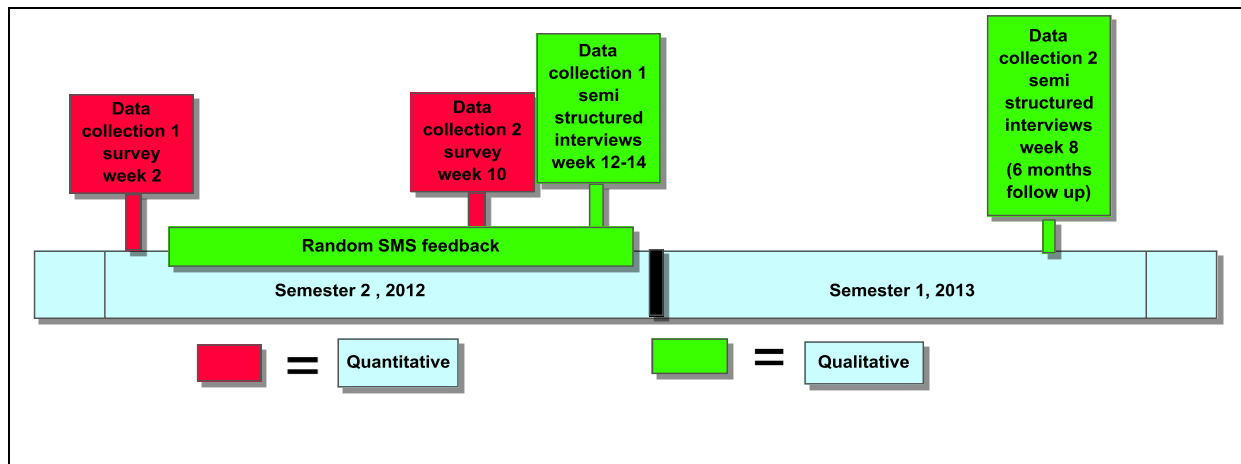 Data
collection 1
survey
week 2
Data
collection 2
survey
week 10
Data
collection 1
semi
structured
interviews
week 12-14
Data
collection 2
semi
structured
interviews
week 8
(6 months
follow up)
Random SMS feedback
Semester 2 , 2012
Semester 1, 2013
=
Quantitative
=
Qualitative